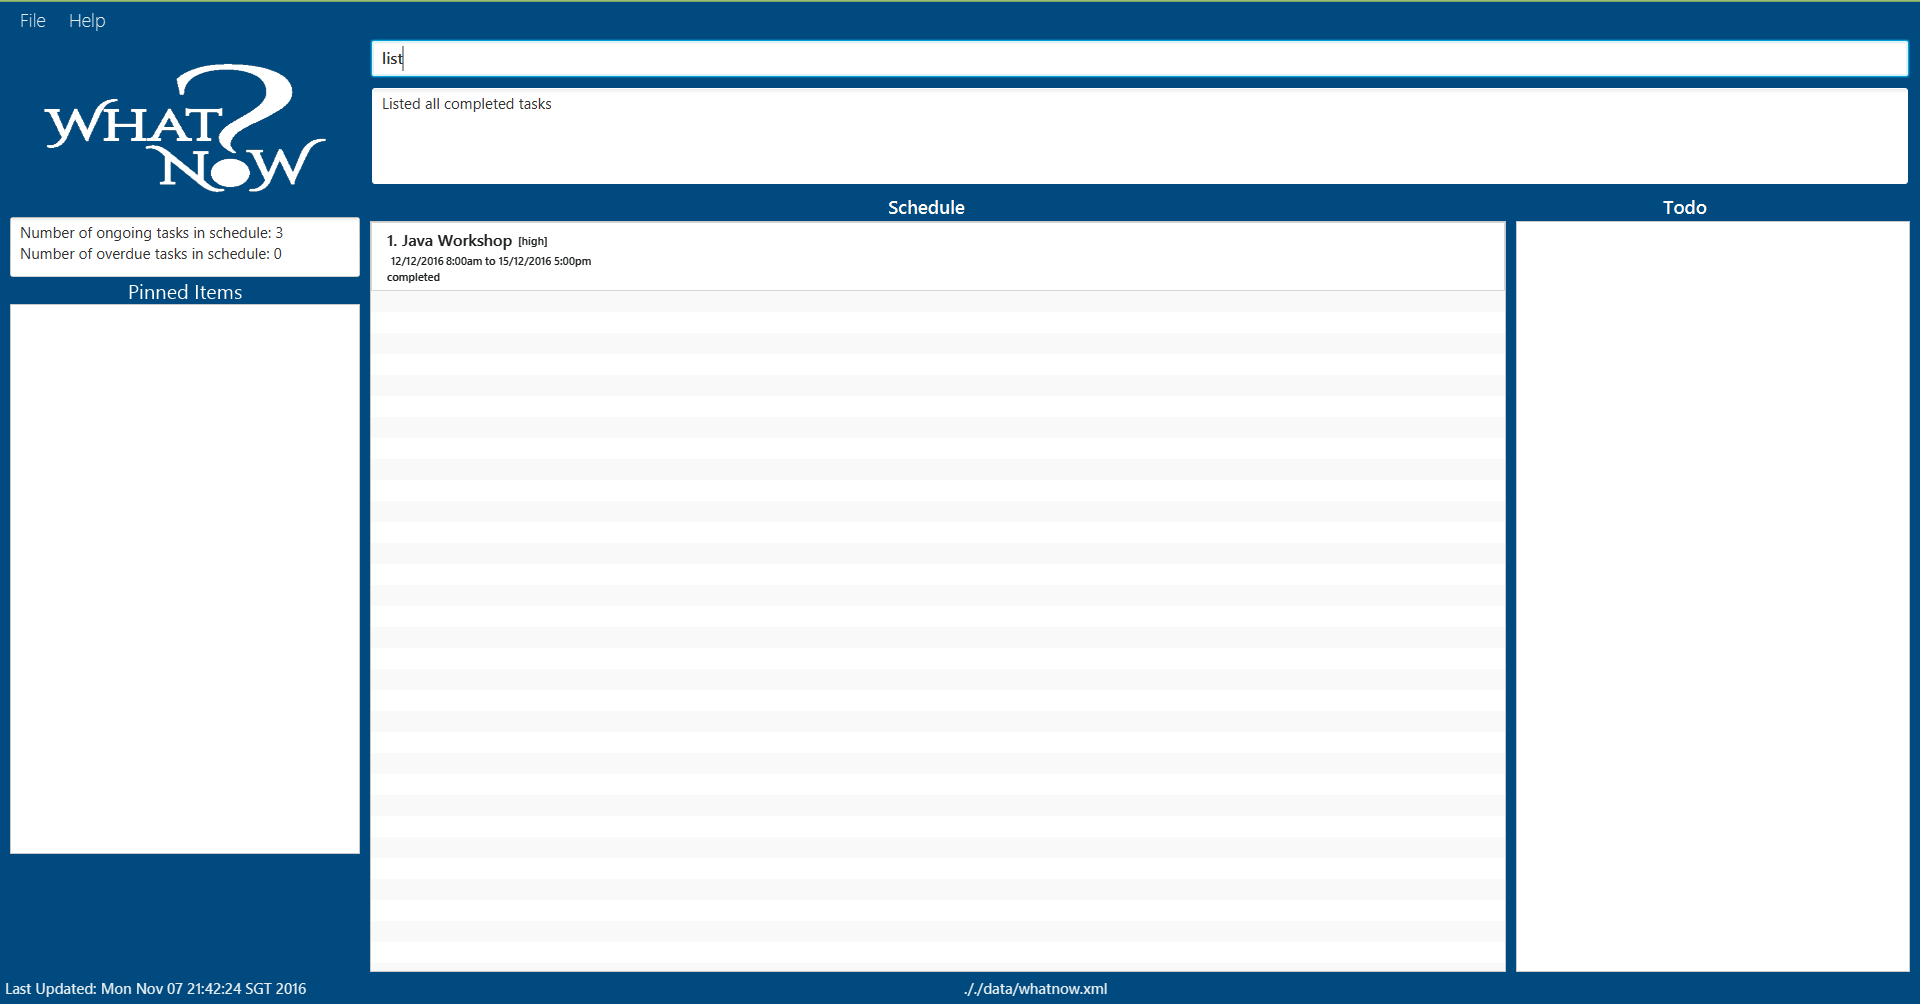 File Help
WHAT
NOW
list
Listed all completed tasks
Number of ongoing tasks in schedule: 3
Number of overdue tasks in schedule: 0
Pinned Items
Schedule
1. Java Workshop [high]
12/12/2016 8:00am to 15/12/2016 5:00pm
completed
Todo
Last Updated: Mon Nov 07 21:42:24 SGT 2016
././data/whatnow.xml